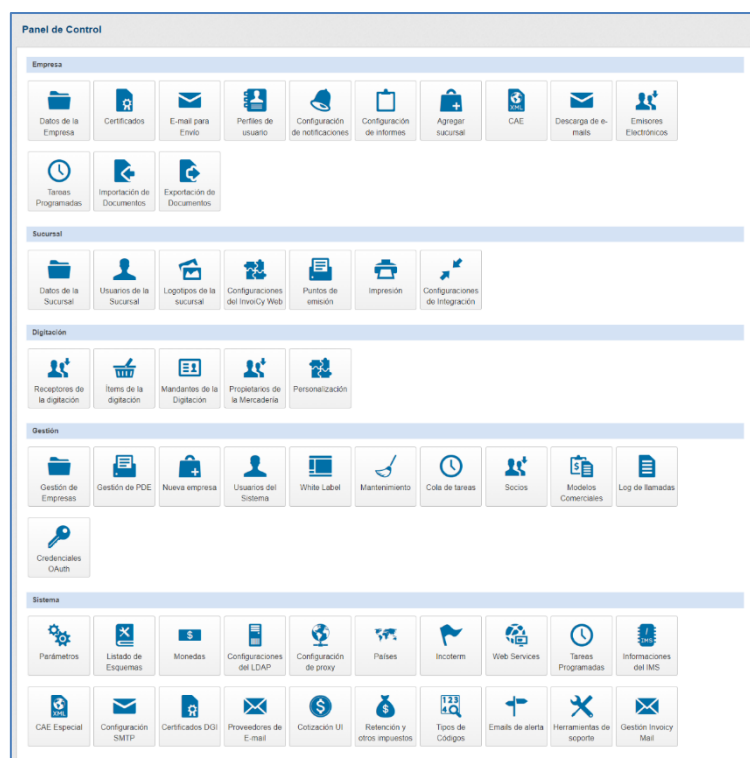 Panel de Control
Empresa
Datos de la Empresa
Certificados
E-mail para Envío
Perfiles de usuario
Configuración de notificaciones
Configuración de informes
Agregar sucursal
XML
CAE
Descarga de e-mails
Emisores Electrónicos
Tareas Programadas
Importación de Documentos
Exportación de Documentos
Sucursal
Datos de la Sucursal
Usuarios de la Sucursal
Logotipos de la sucursal
Configuraciones del InvoiCy Web
Puntos de emisión
Impresión
Configuraciones de Integración
Digitación
Receptores de la digitación
Ítems de la digitación
Mandantes de la Digitación
Propietarios de la Mercadería
Personalización
Gestión
Gestión de Empresas
Gestión de PDE
Nueva empresa
Usuarios del Sistema
White Label
Mantenimiento
Cola de tareas
Socios
$
Modelos Comerciales
Log de llamadas
Credenciales OAuth
Sistema
Parámetros
Listado de Esquemas
$
Monedas
Configuraciones del LDAP
Configuración de proxy
Países
Incoterm
Web Services
Tareas Programadas
IMS
Informaciones del IMS
XML
CAE Especial
Configuración SMTP
Certificados DGI
Proveedores de E-mail
$
Cotización UI
$
Retención y otros impuestos
123
4
Tipos de Códigos
Emails de alerta
Herramientas de soporte
Gestión Invoicy Mail